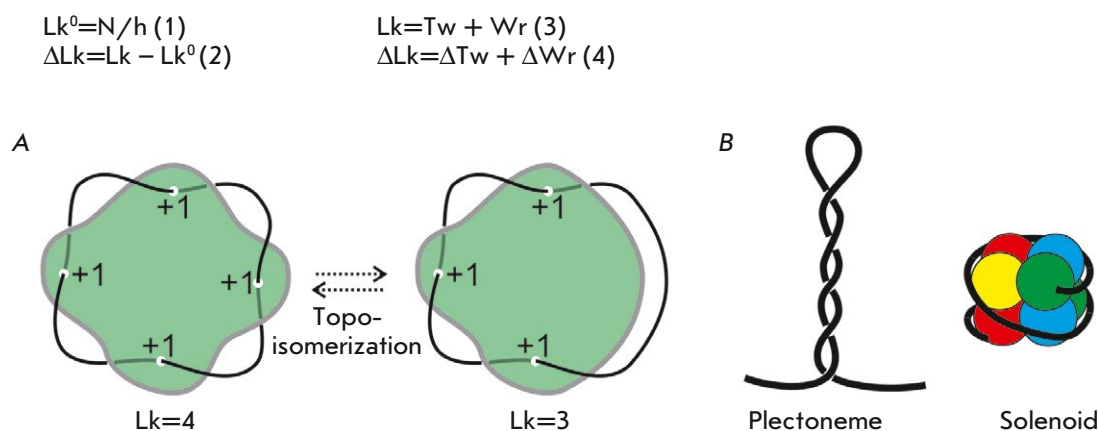 Lk⁰=N/h (1)
ΔLk=Lk – Lk⁰ (2)
Lk=Tw + Wr (3)
ΔLk=ΔTw + ΔWr (4)
A
+1
+1
+1
+1
Lk=4
Topo-
isomerization
+1
+1
+1
Lk=3
B
Plectoneme
Solenoid